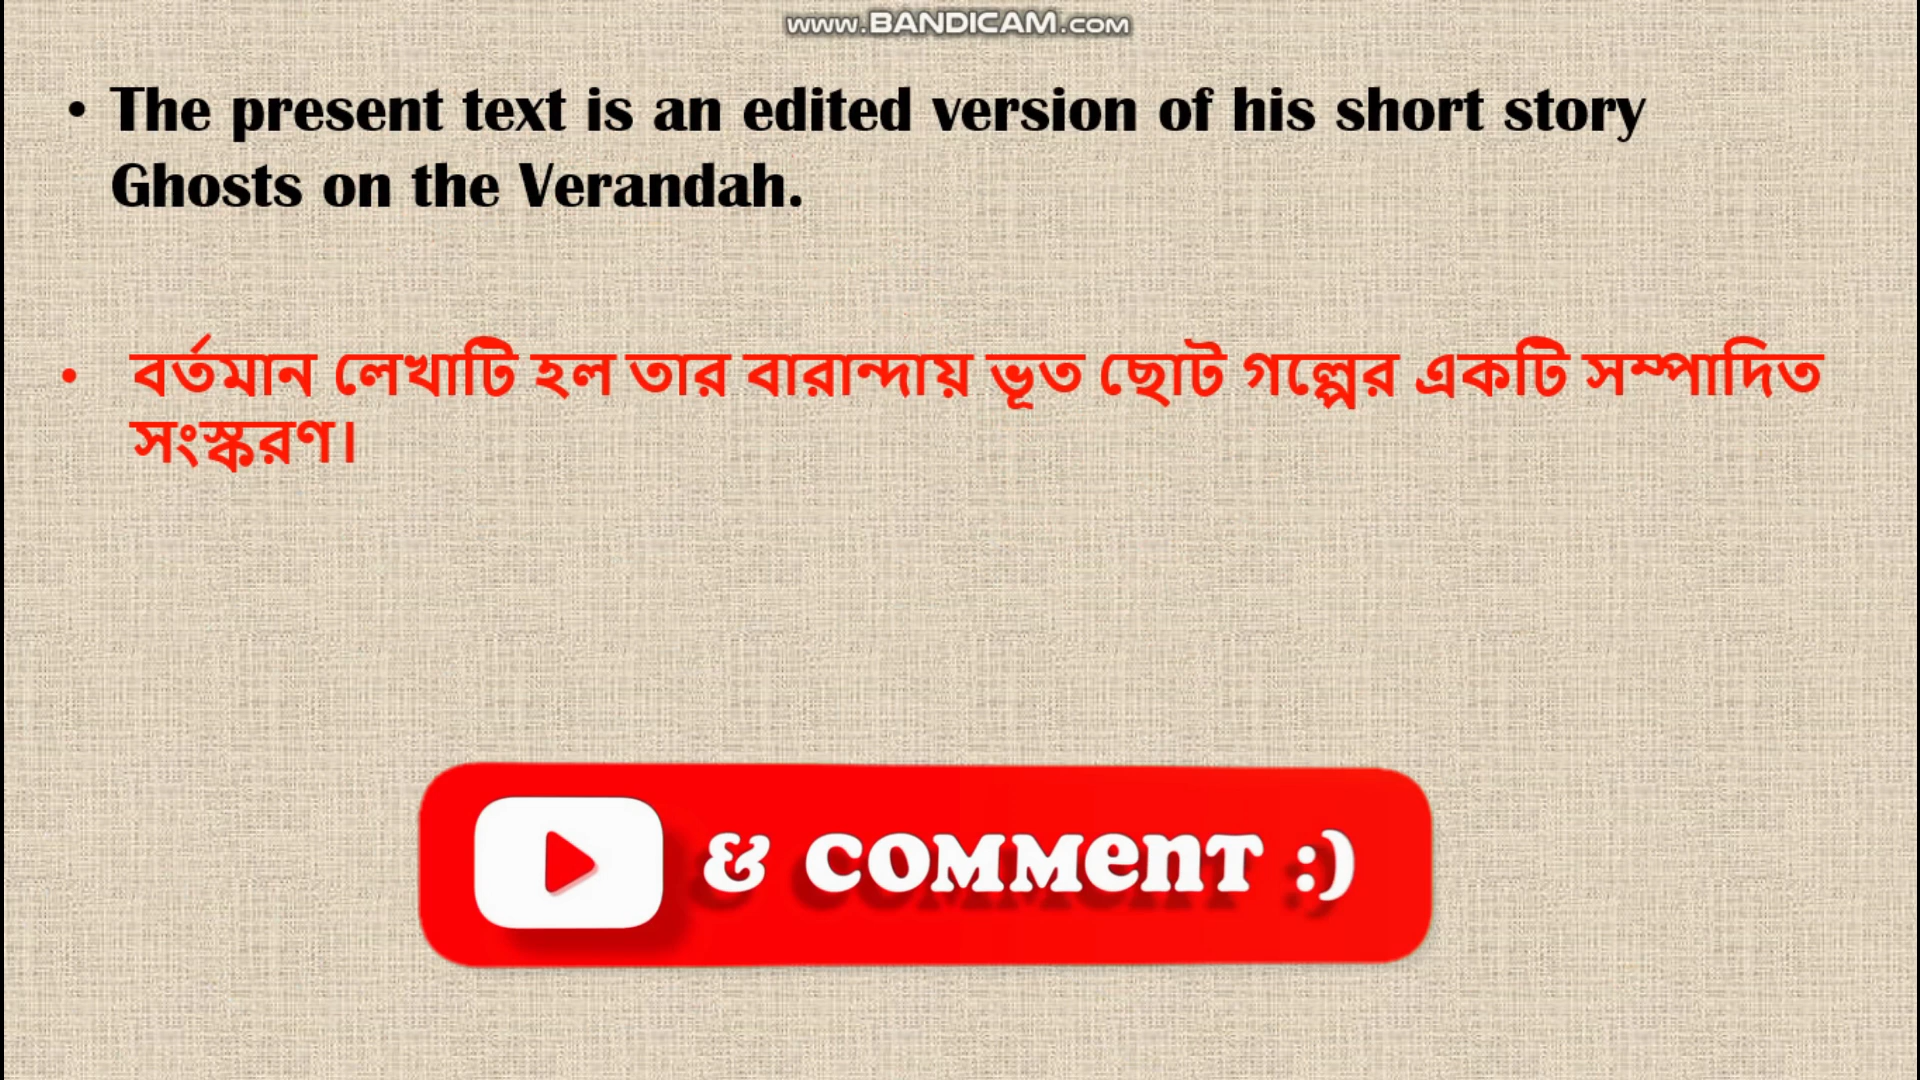 www.BANDICAM.com
• The present text is an edited version of his short story
Ghosts on the Verandah.
• বর্তমান লেখাটি হল তার বারান্দায় ভূত ছোট গল্পের একটি সম্পাদিত
সংস্করণ।
& COMMENT :)